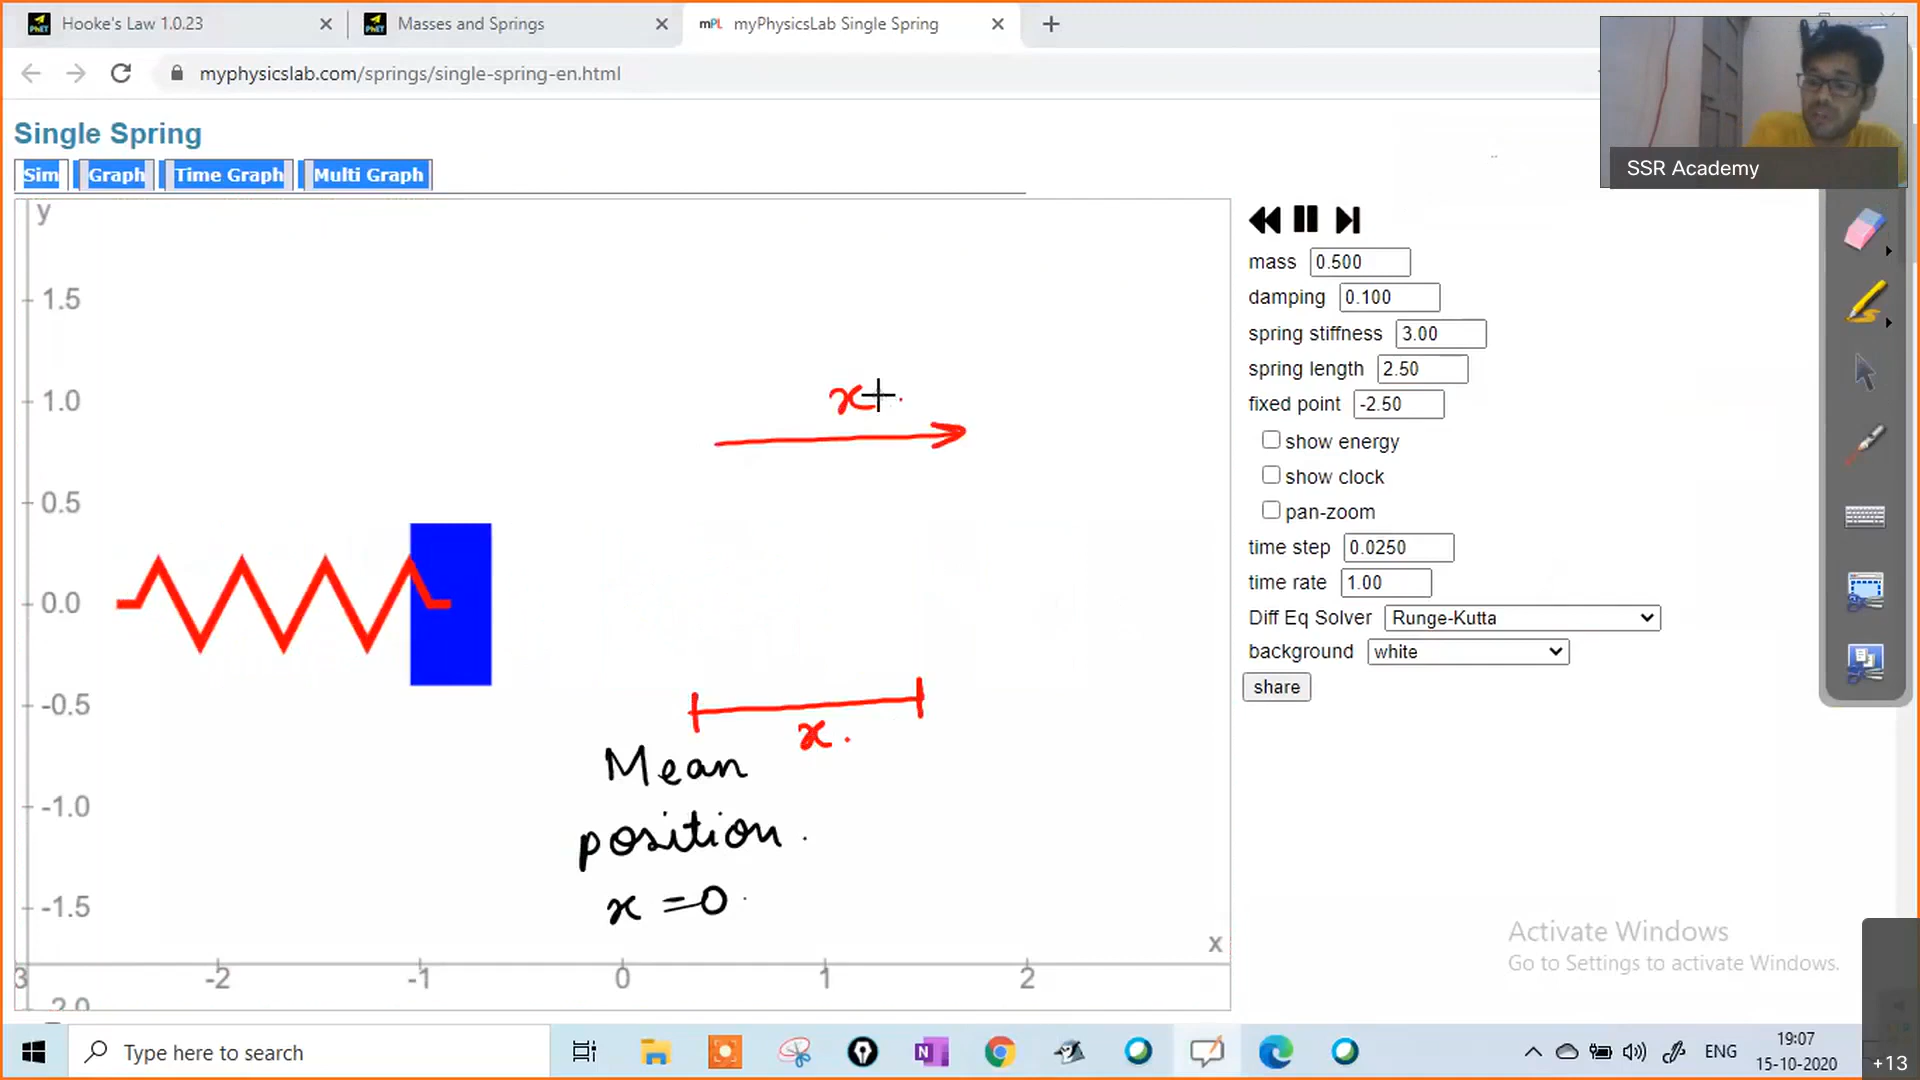 Hooke's Law 1.0.23
Masses and Springs
mPL myPhysicsLab Single Spring
myphysicslab.com/springs/single-spring-en.html
SSR Academy
Single Spring
Sim Graph Time Graph Multi Graph
y
1.5
1.0
0.5
0.0
-0.5
-1.0
-1.5
2.0
x
x.
Mean
position.
x = 0
x
3 -2 -1 0 1 2
mass 0.500
damping 0.100
spring stiffness 3.00
spring length 2.50
fixed point -2.50
show energy
show clock
pan-zoom
time step 0.0250
time rate 1.00
Diff Eq Solver Runge-Kutta
background white
share
Activate Windows
Go to Settings to activate Windows.
Type here to search
ENG
19:07
15-10-2020
+13